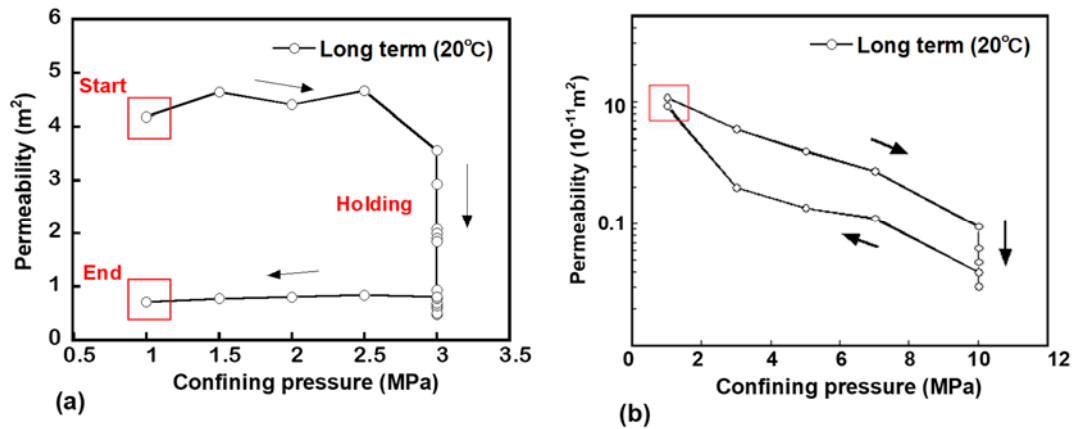 6
5
4
3
2
1
0
Permeability (m²)
Long term (20°C)
Start
Holding
End
0.5 1 1.5 2 2.5 3 3.5
Confining pressure (MPa)
(a)
10
0.1
Permeability (10⁻¹¹m²)
Long term (20°C)
0 2 4 6 8 10 12
Confining pressure (MPa)
(b)